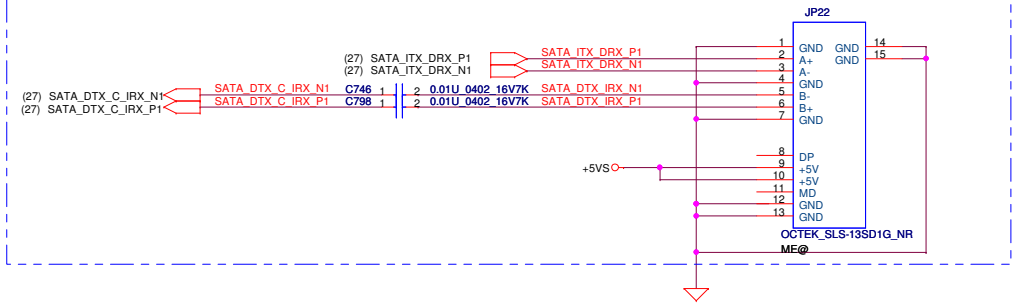 JP22
1 GND GND 14
(27) SATA_ITX_DRX_P1 SATA_ITX_DRX_P1 2 A+ GND 15
(27) SATA_ITX_DRX_N1 SATA_ITX_DRX_N1 3 A-
4 GND
(27) SATA_DTX_C_IRX_N1 SATA_DTX_C_IRX_N1 C746 1 2 0.01U_0402_16V7K SATA_DTX_IRX_N1 5 B-
(27) SATA_DTX_C_IRX_P1 SATA_DTX_C_IRX_P1 C798 1 2 0.01U_0402_16V7K SATA_DTX_IRX_P1 6 B+
7 GND
8 DP
+5VS 9 +5V
10 +5V
11 MD
12 GND
13 GND
OCTEK_SLS-13SD1G_NR
ME@